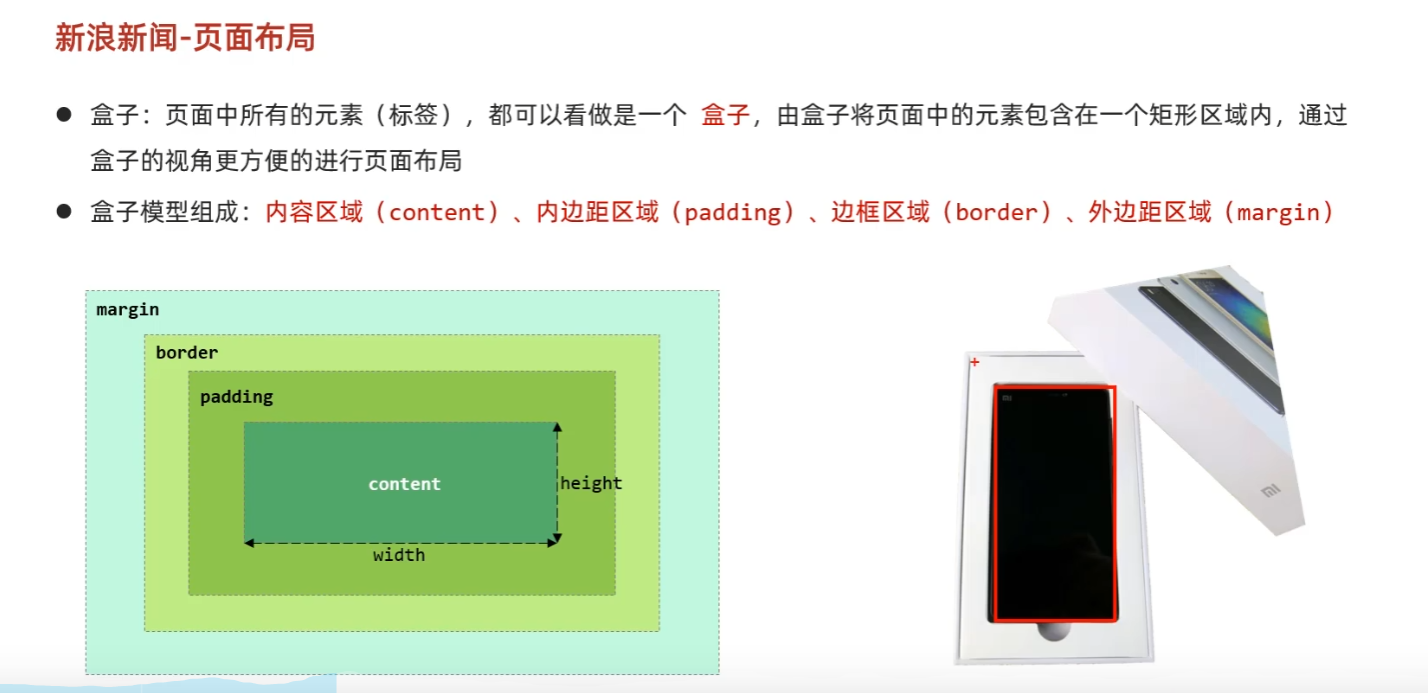 新浪新闻-页面布局
● 盒子：页面中所有的元素（标签），都可以看做是一个 盒子，由盒子将页面中的元素包含在一个矩形区域内，通过
盒子的视角更方便的进行页面布局
● 盒子模型组成：内容区域（content）、内边距区域（padding）、边框区域（border）、外边距区域（margin）
margin
border
padding
content
height
width